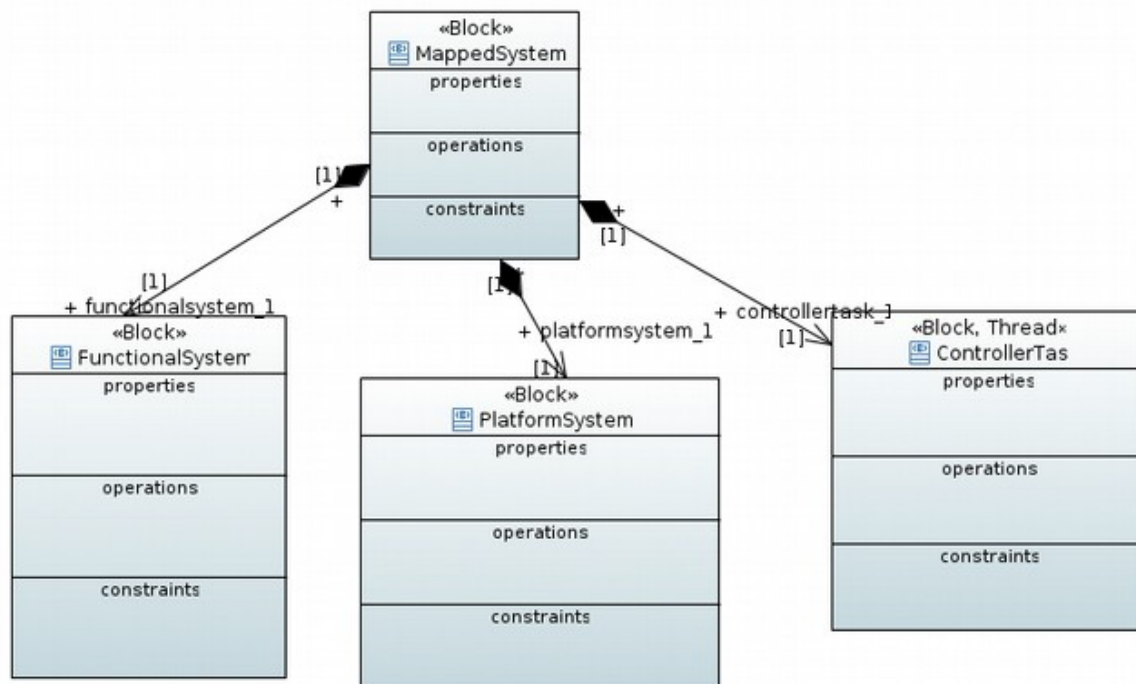 «Block»
MappedSystem
properties
operations
constraints
[1]
+
[1]
+ functionalsystem_1
[1]
+ platformsystem_1
[1]
+
[1]
+ controllertask_1
[1]
«Block»
FunctionalSystem
properties
operations
constraints
«Block»
PlatformSystem
properties
operations
constraints
«Block, Thread»
ControllerTas
properties
operations
constraints